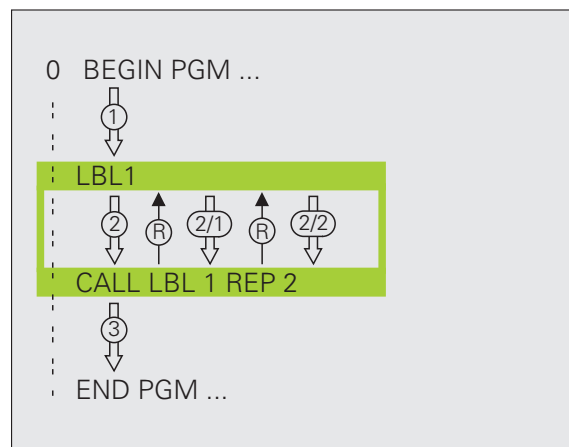 0 BEGIN PGM ...
1
LBL1
2 R 2/1 R 2/2
CALL LBL 1 REP 2
3
END PGM ...